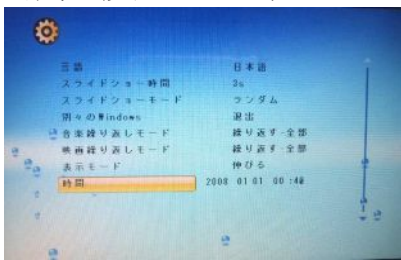 言語 日本語
スライドショー時間 3s
スライドショーモード ランダム
別々のWindows 退出
音楽繰り返しモード 繰り返す-全部
映画繰り返しモード 繰り返す-全部
表示モード 伸びる
時間 2008 01 01 00: